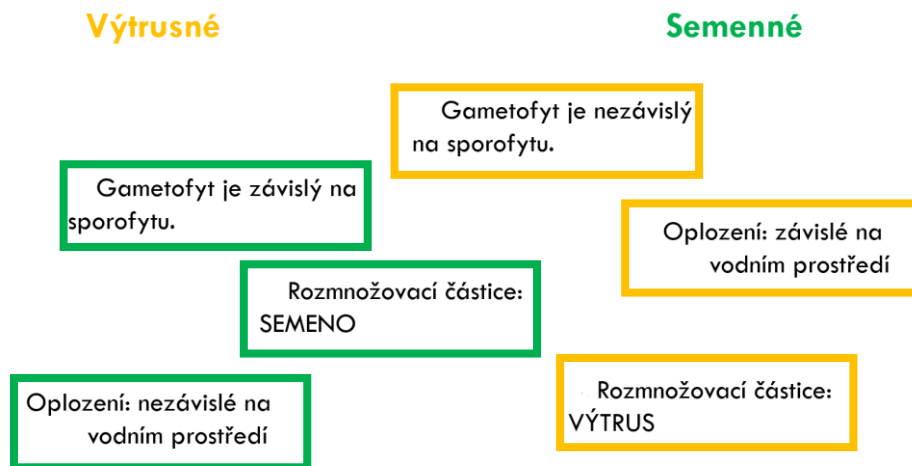 Výtrusné
Semenné
Gametofyt je nezávislý
na sporofytu.
Gametofyt je závislý na
sporofytu.
Oplození: závislé na
vodním prostředí
Rozmnožovací částice:
SEMENO
Oplození: nezávislé na
vodním prostředí
Rozmnožovací částice:
VÝTRUS